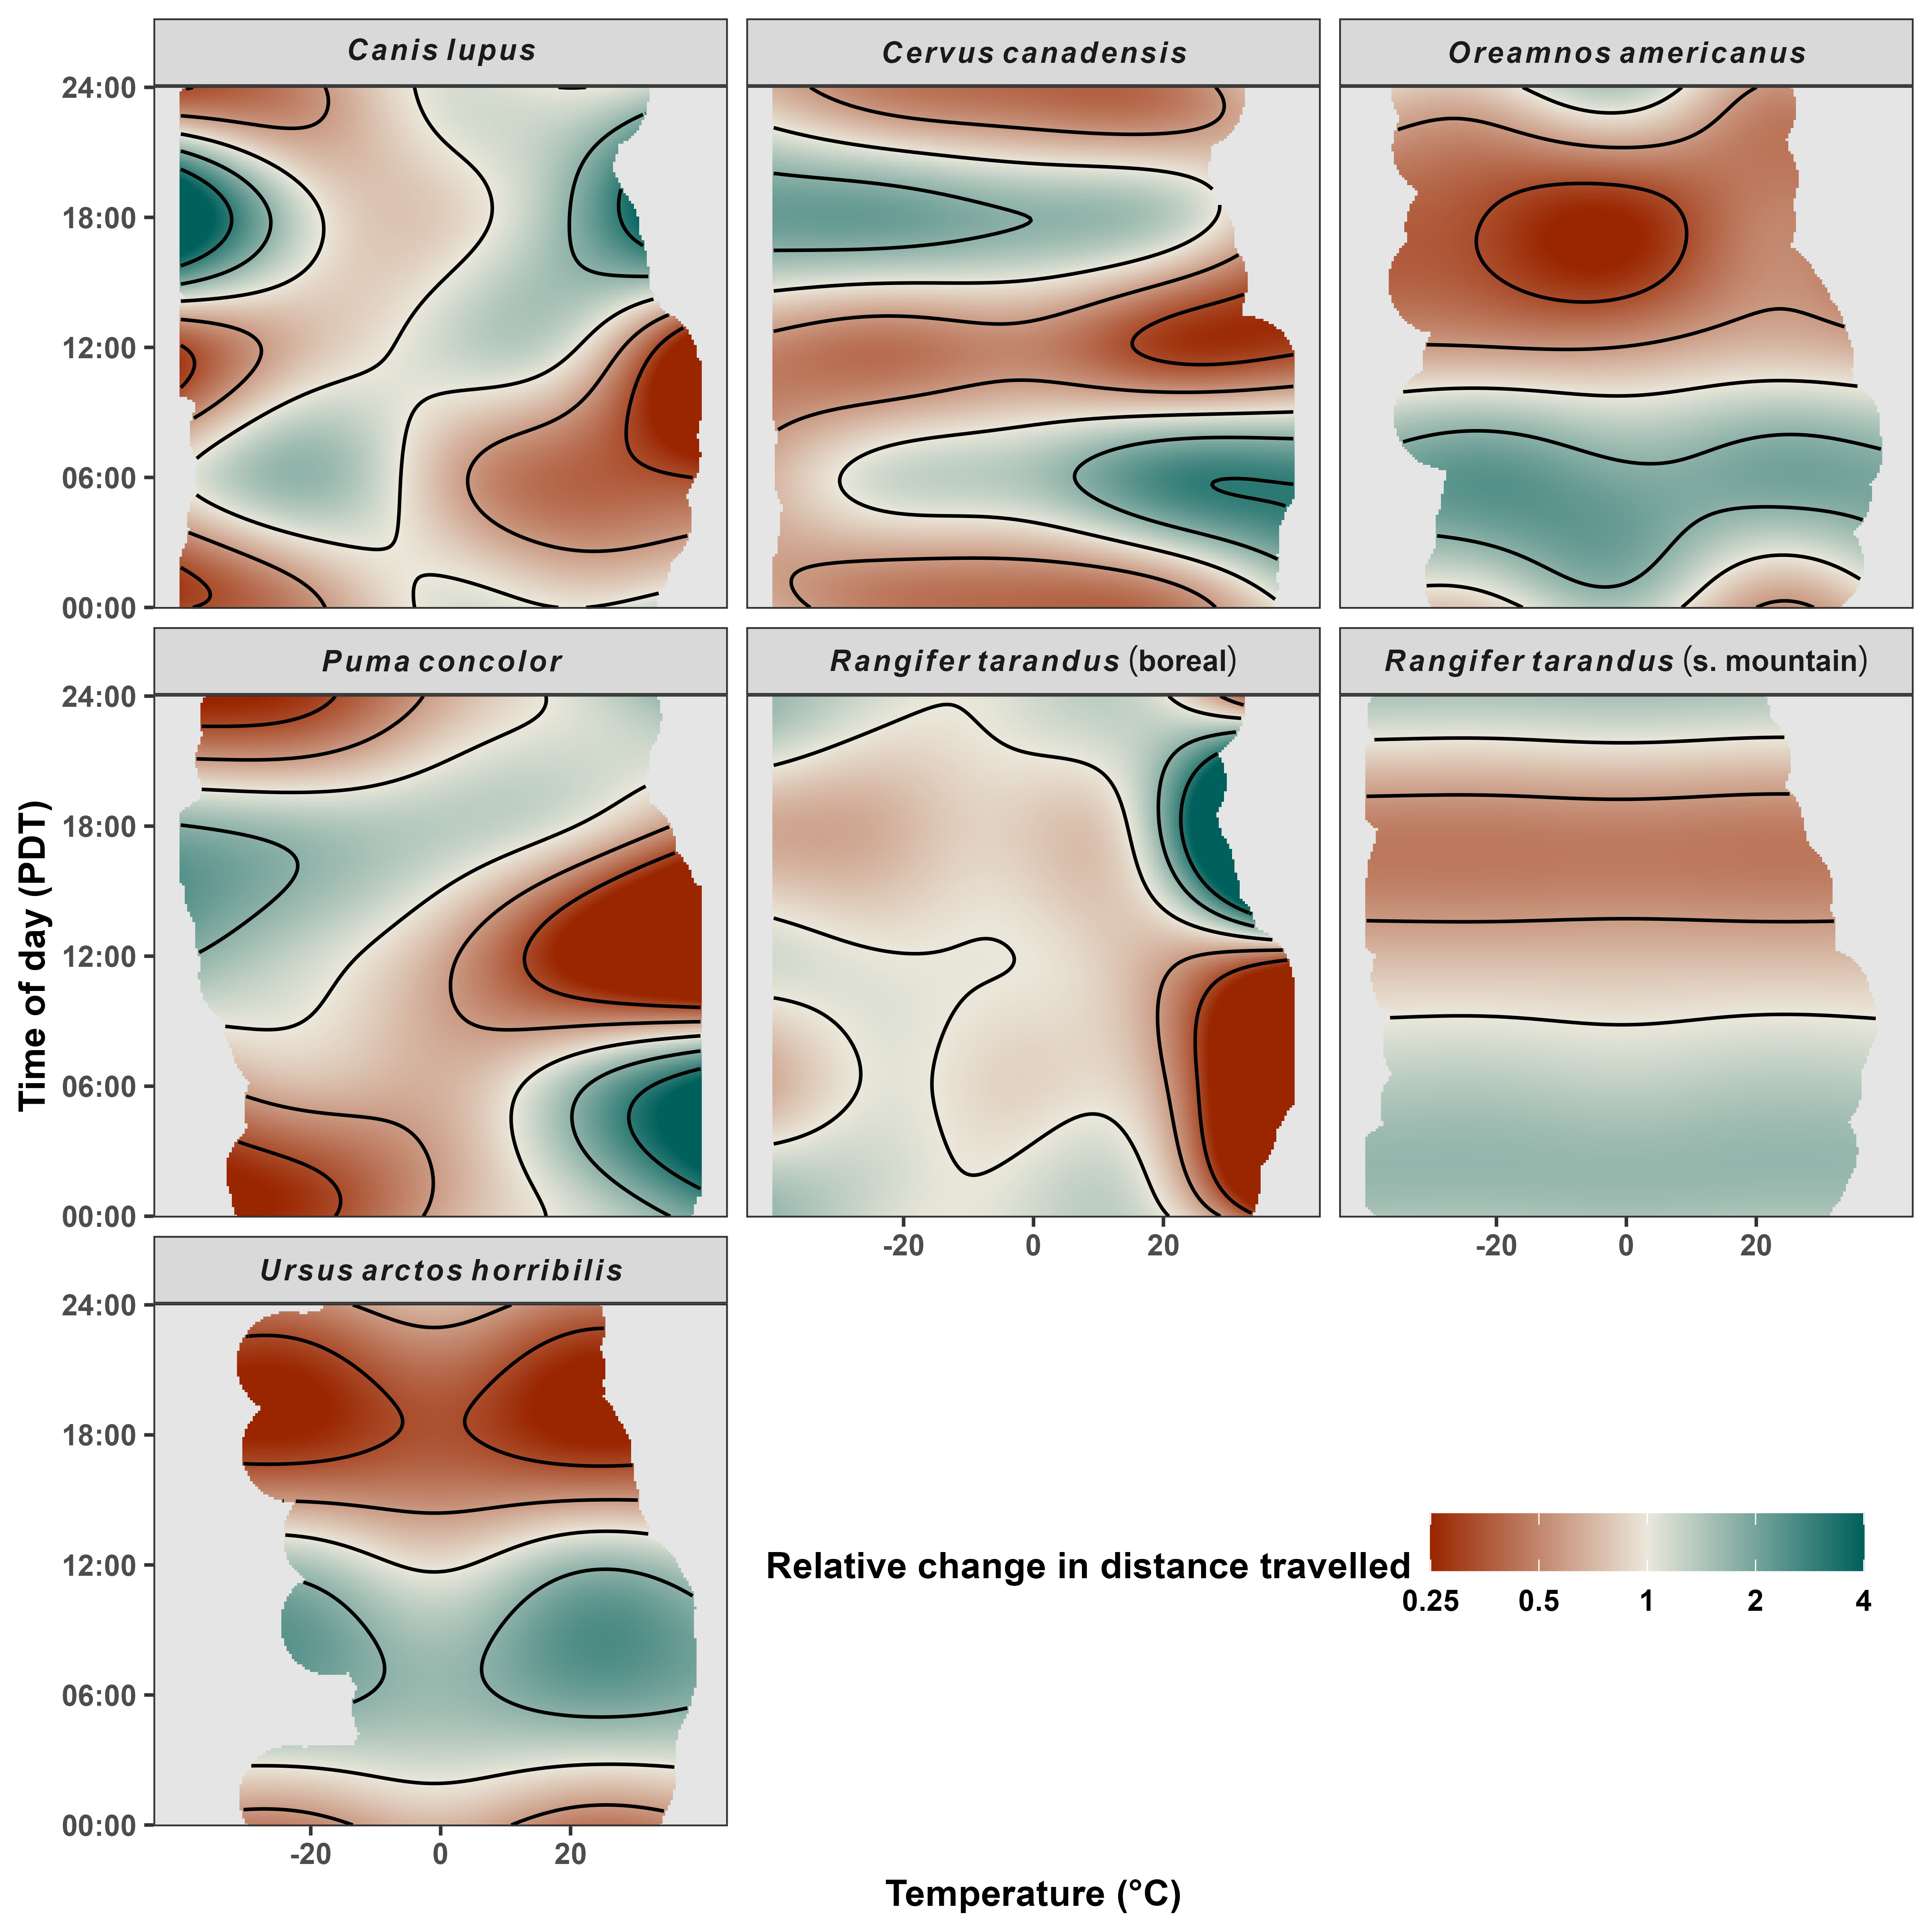 Canis lupus
Cervus canadensis
Oreamnos americanus
24:00
18:00
12:00
06:00
00:00
Puma concolor
Rangifer tarandus (boreal)
Rangifer tarandus (s. mountain)
24:00
18:00
12:00
06:00
00:00
-20 0 20
-20 0 20
Ursus arctos horribilis
24:00
18:00
12:00
06:00
00:00
-20 0 20
Time of day (PDT)
Temperature (°C)
Relative change in distance travelled
0.25 0.5 1 2 4